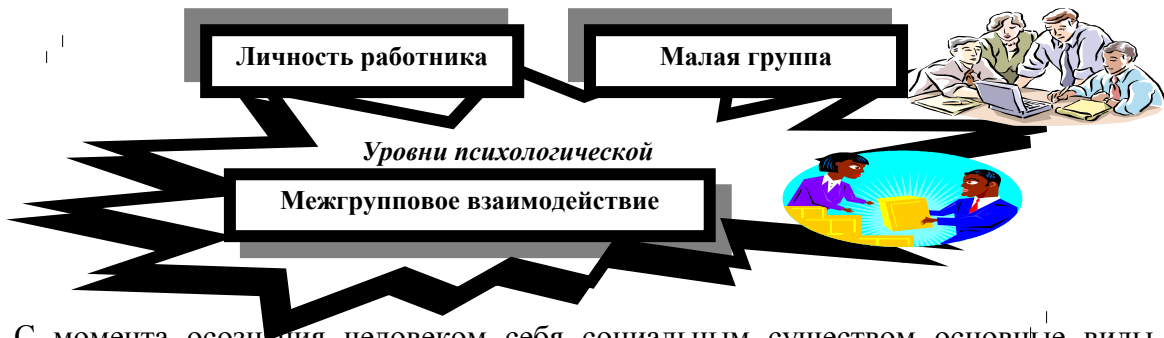 Личность работника
Малая группа
Уровни психологической
Межгрупповое взаимодействие
С момента осознания человеком себя социальным существом основные виды